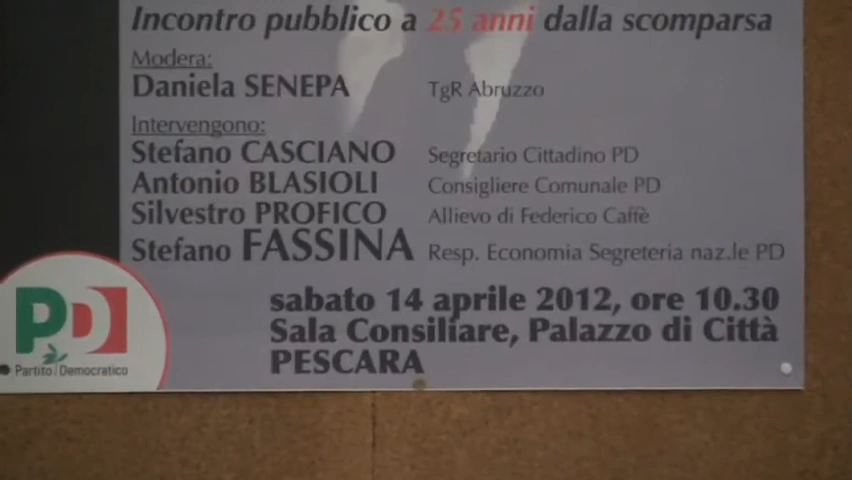 Incontro pubblico a 25 anni dalla scomparsa
Modera:
Daniela SENEPA TgR Abruzzo
Intervengono:
Stefano CASCIANO Segretario Cittadino PD
Antonio BLASIOLI Consigliere Comunale PD
Silvestro PROFICO Allievo di Federico Caffè
Stefano FASSINA Resp. Economia Segreteria naz.le PD
sabato 14 aprile 2012, ore 10.30
Sala Consiliare, Palazzo di Città
PESCARA
PD
Partito Democratico